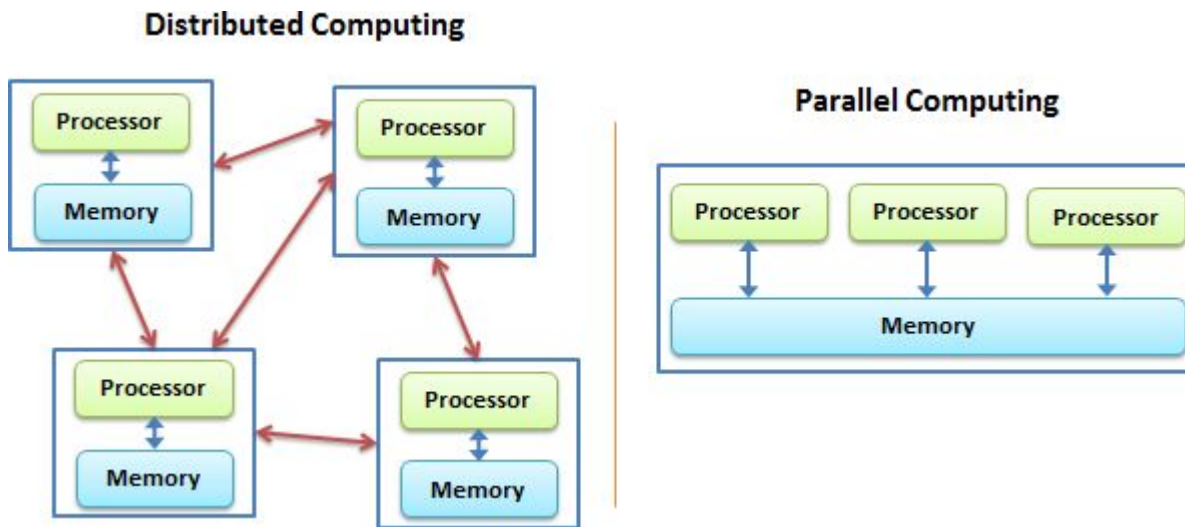 Distributed Computing
Processor
Memory
Processor
Memory
Processor
Memory
Processor
Memory
Parallel Computing
Processor
Processor
Processor
Memory